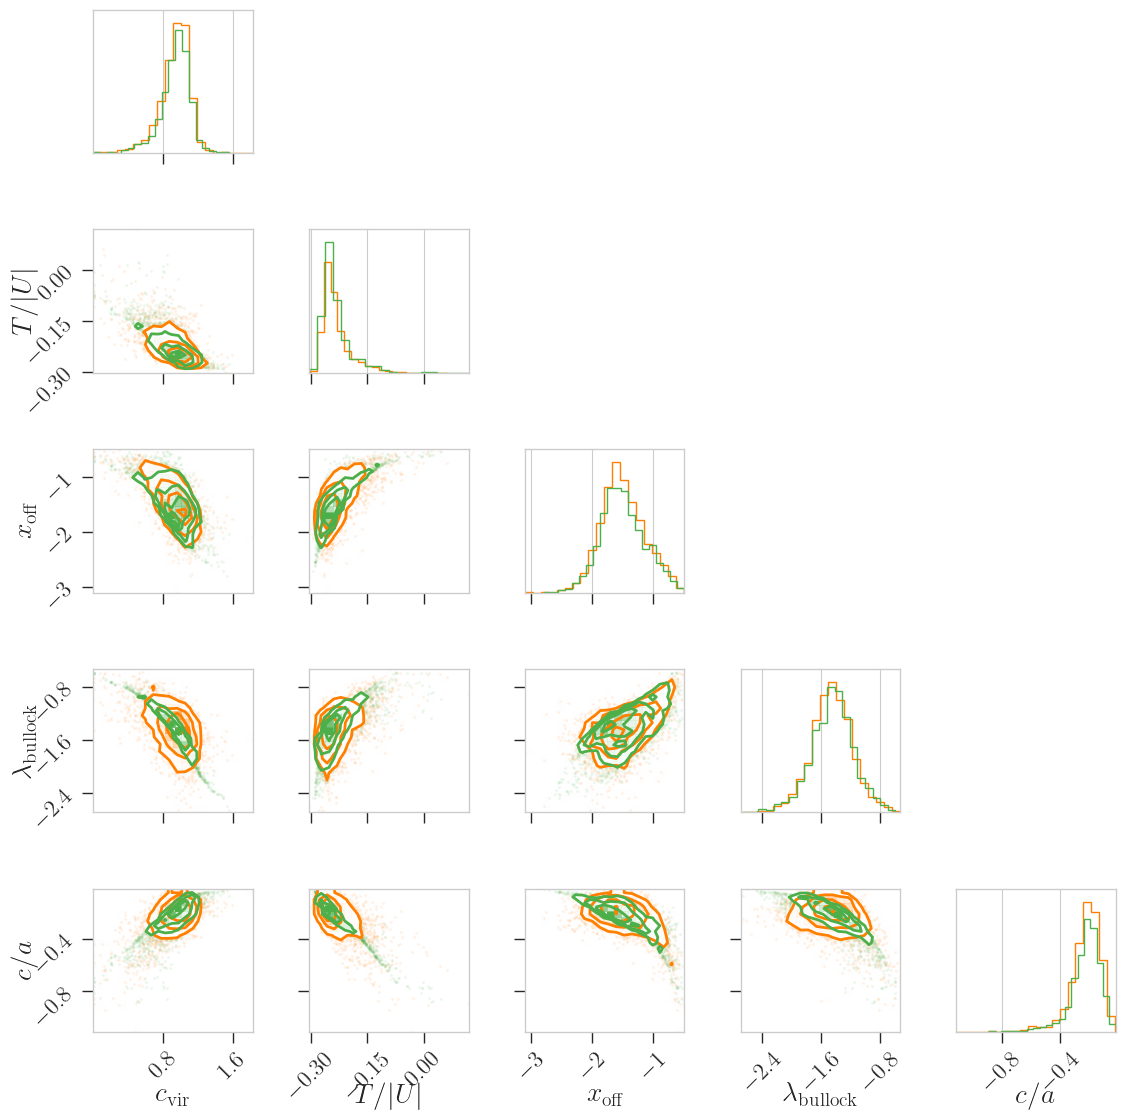 T/|U|
0.00
−0.15
−0.30
x_off
−1
−2
−3
λ_bullock
−0.8
−1.6
−2.4
c/a
−0.4
−0.8
0.8 1.6
c_vir
−0.30 −0.15 0.00
T/|U|
−3 −2 −1
x_off
−2.4 −1.6 −0.8
λ_bullock
−0.8 −0.4
c/a